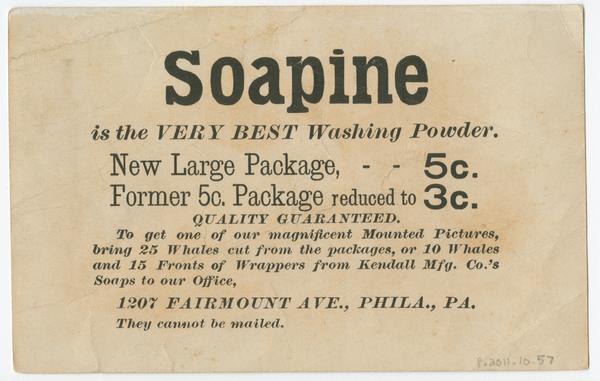 Soapine
is the VERY BEST Washing Powder.
New Large Package, - - 5c.
Former 5c. Package reduced to 3c.
QUALITY GUARANTEED.
To get one of our magnificent Mounted Pictures,
bring 25 Whales cut from the packages, or 10 Whales
and 15 Fronts of Wrappers from Kendall Mfg. Co.'s
Soaps to our Office,
1207 FAIRMOUNT AVE., PHILA., PA.
They cannot be mailed.
P.2011.10.57